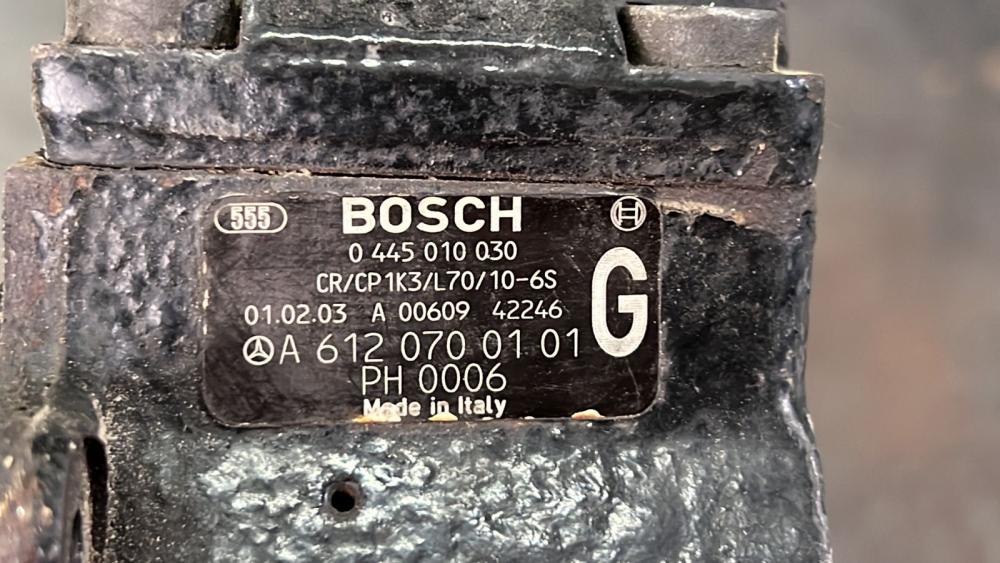 555 BOSCH
0 445 010 030
CR/CP1K3/L70/10-6S
G
01.02.03 A 00609 42246
A 612 070 01 01
PH 0006
Made in Italy